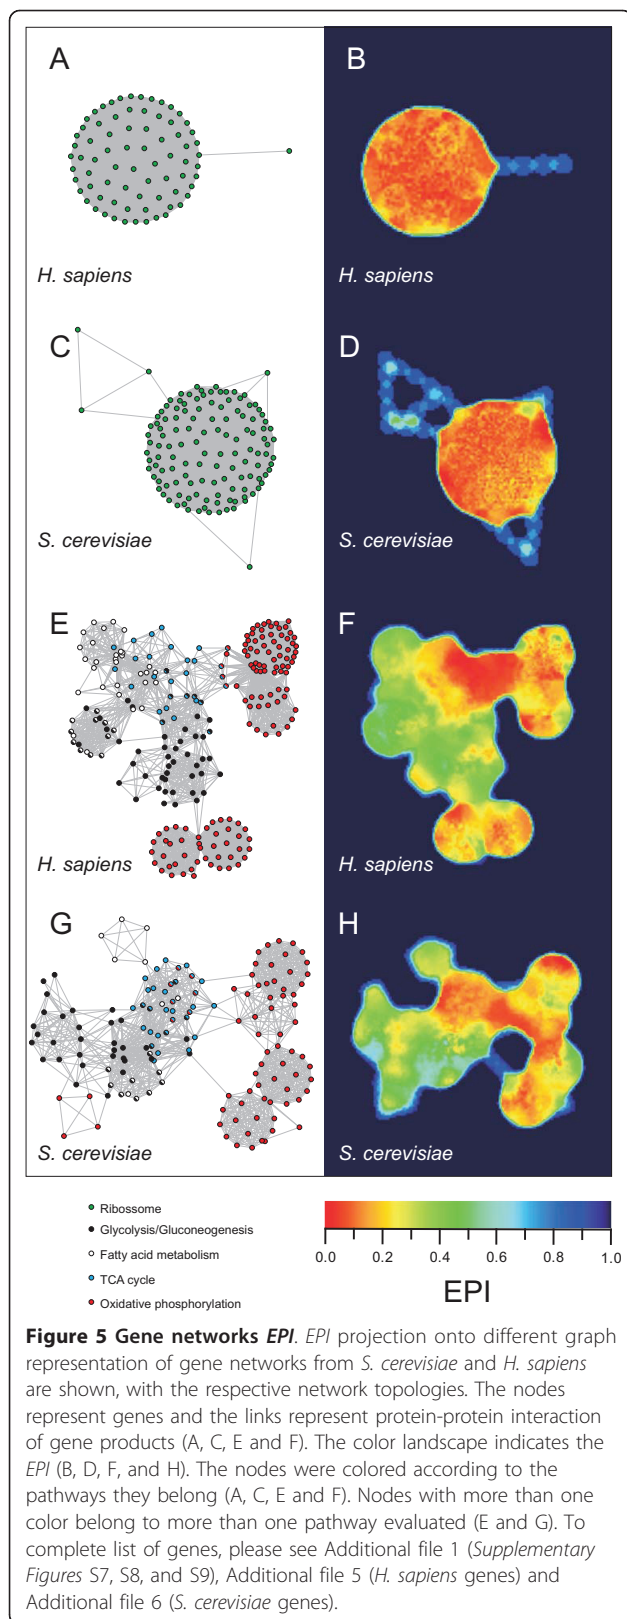 A
B
H. sapiens
H. sapiens
C
D
S. cerevisiae
S. cerevisiae
E
F
H. sapiens
H. sapiens
G
H
S. cerevisiae
S. cerevisiae
Ribossome
Glycolysis/Gluconeogenesis
Fatty acid metabolism
TCA cycle
Oxidative phosphorylation
0.0 0.2 0.4 0.6 0.8 1.0
EPI
Figure 5 Gene networks EPI. EPI projection onto different graph
representation of gene networks from S. cerevisiae and H. sapiens
are shown, with the respective network topologies. The nodes
represent genes and the links represent protein-protein interaction
of gene products (A, C, E and F). The color landscape indicates the
EPI (B, D, F, and H). The nodes were colored according to the
pathways they belong (A, C, E and F). Nodes with more than one
color belong to more than one pathway evaluated (E and G). To
complete list of genes, please see Additional file 1 (Supplementary
Figures S7, S8, and S9), Additional file 5 (H. sapiens genes) and
Additional file 6 (S. cerevisiae genes).